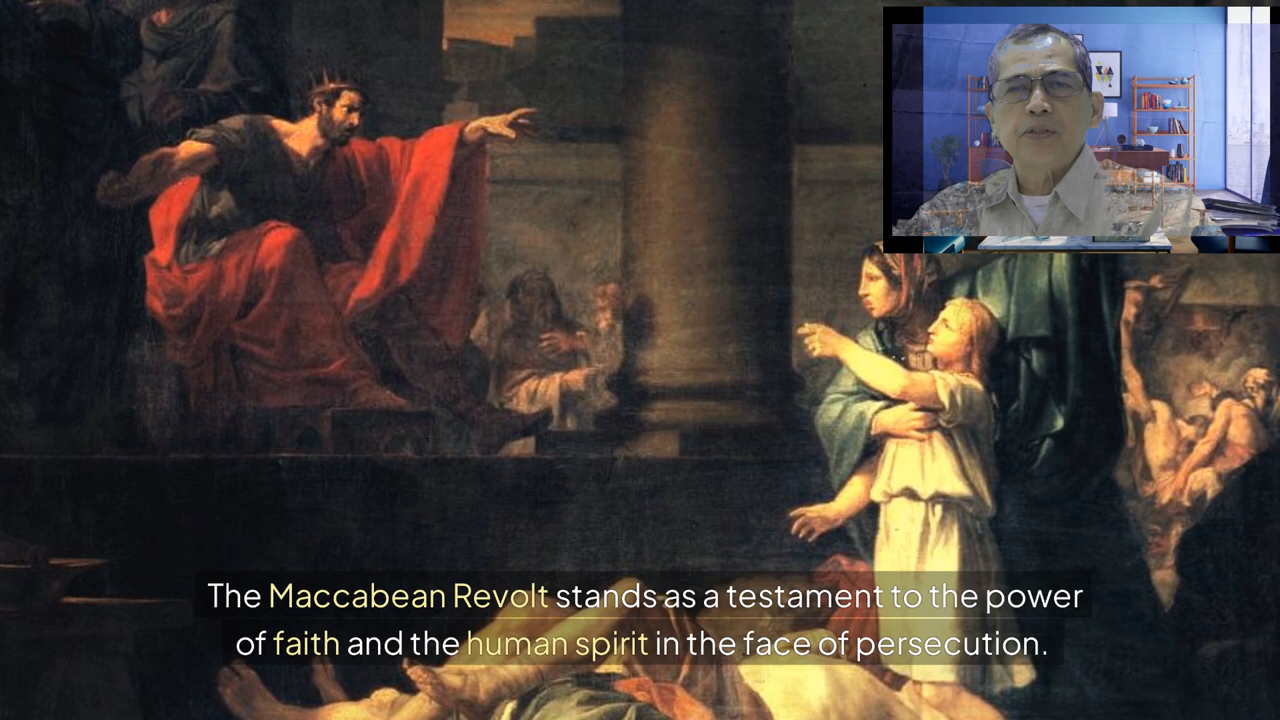 The Maccabean Revolt stands as a testament to the power
of faith and the human spirit in the face of persecution.